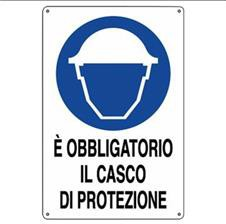 È OBBLIGATORIO
IL CASCO
DI PROTEZIONE